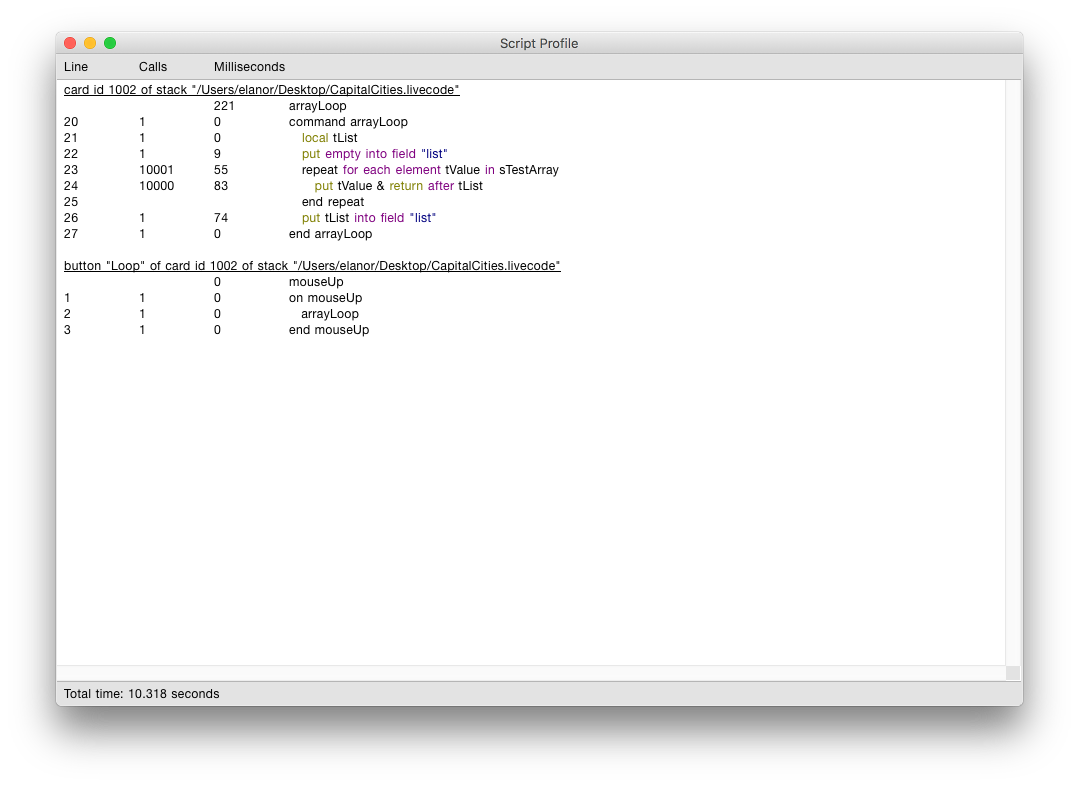 Script Profile
Line Calls Milliseconds
card id 1002 of stack "/Users/elanor/Desktop/CapitalCities.livecode"
221 arrayLoop
20 1 0 command arrayLoop
21 1 0 local tList
22 1 9 put empty into field "list"
23 10001 55 repeat for each element tValue in sTestArray
24 10000 83 put tValue & return after tList
25 end repeat
26 1 74 put tList into field "list"
27 1 0 end arrayLoop
button "Loop" of card id 1002 of stack "/Users/elanor/Desktop/CapitalCities.livecode"
0 mouseUp
1 1 0 on mouseUp
2 1 0 arrayLoop
3 1 0 end mouseUp
Total time: 10.318 seconds